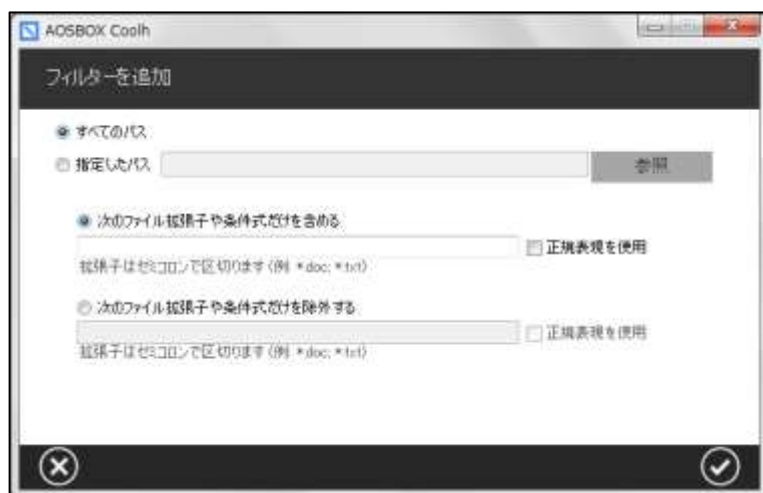 AOSBOX Coolh
フィルターを追加
すべてのパス
指定したパス 参照
次のファイル拡張子や条件式だけを含める
正規表現を使用
拡張子はセミコロンで区切ります (例 *.doc; *.txt)
次のファイル拡張子や条件式だけを除外する
正規表現を使用
拡張子はセミコロンで区切ります (例 *.doc; *.txt)